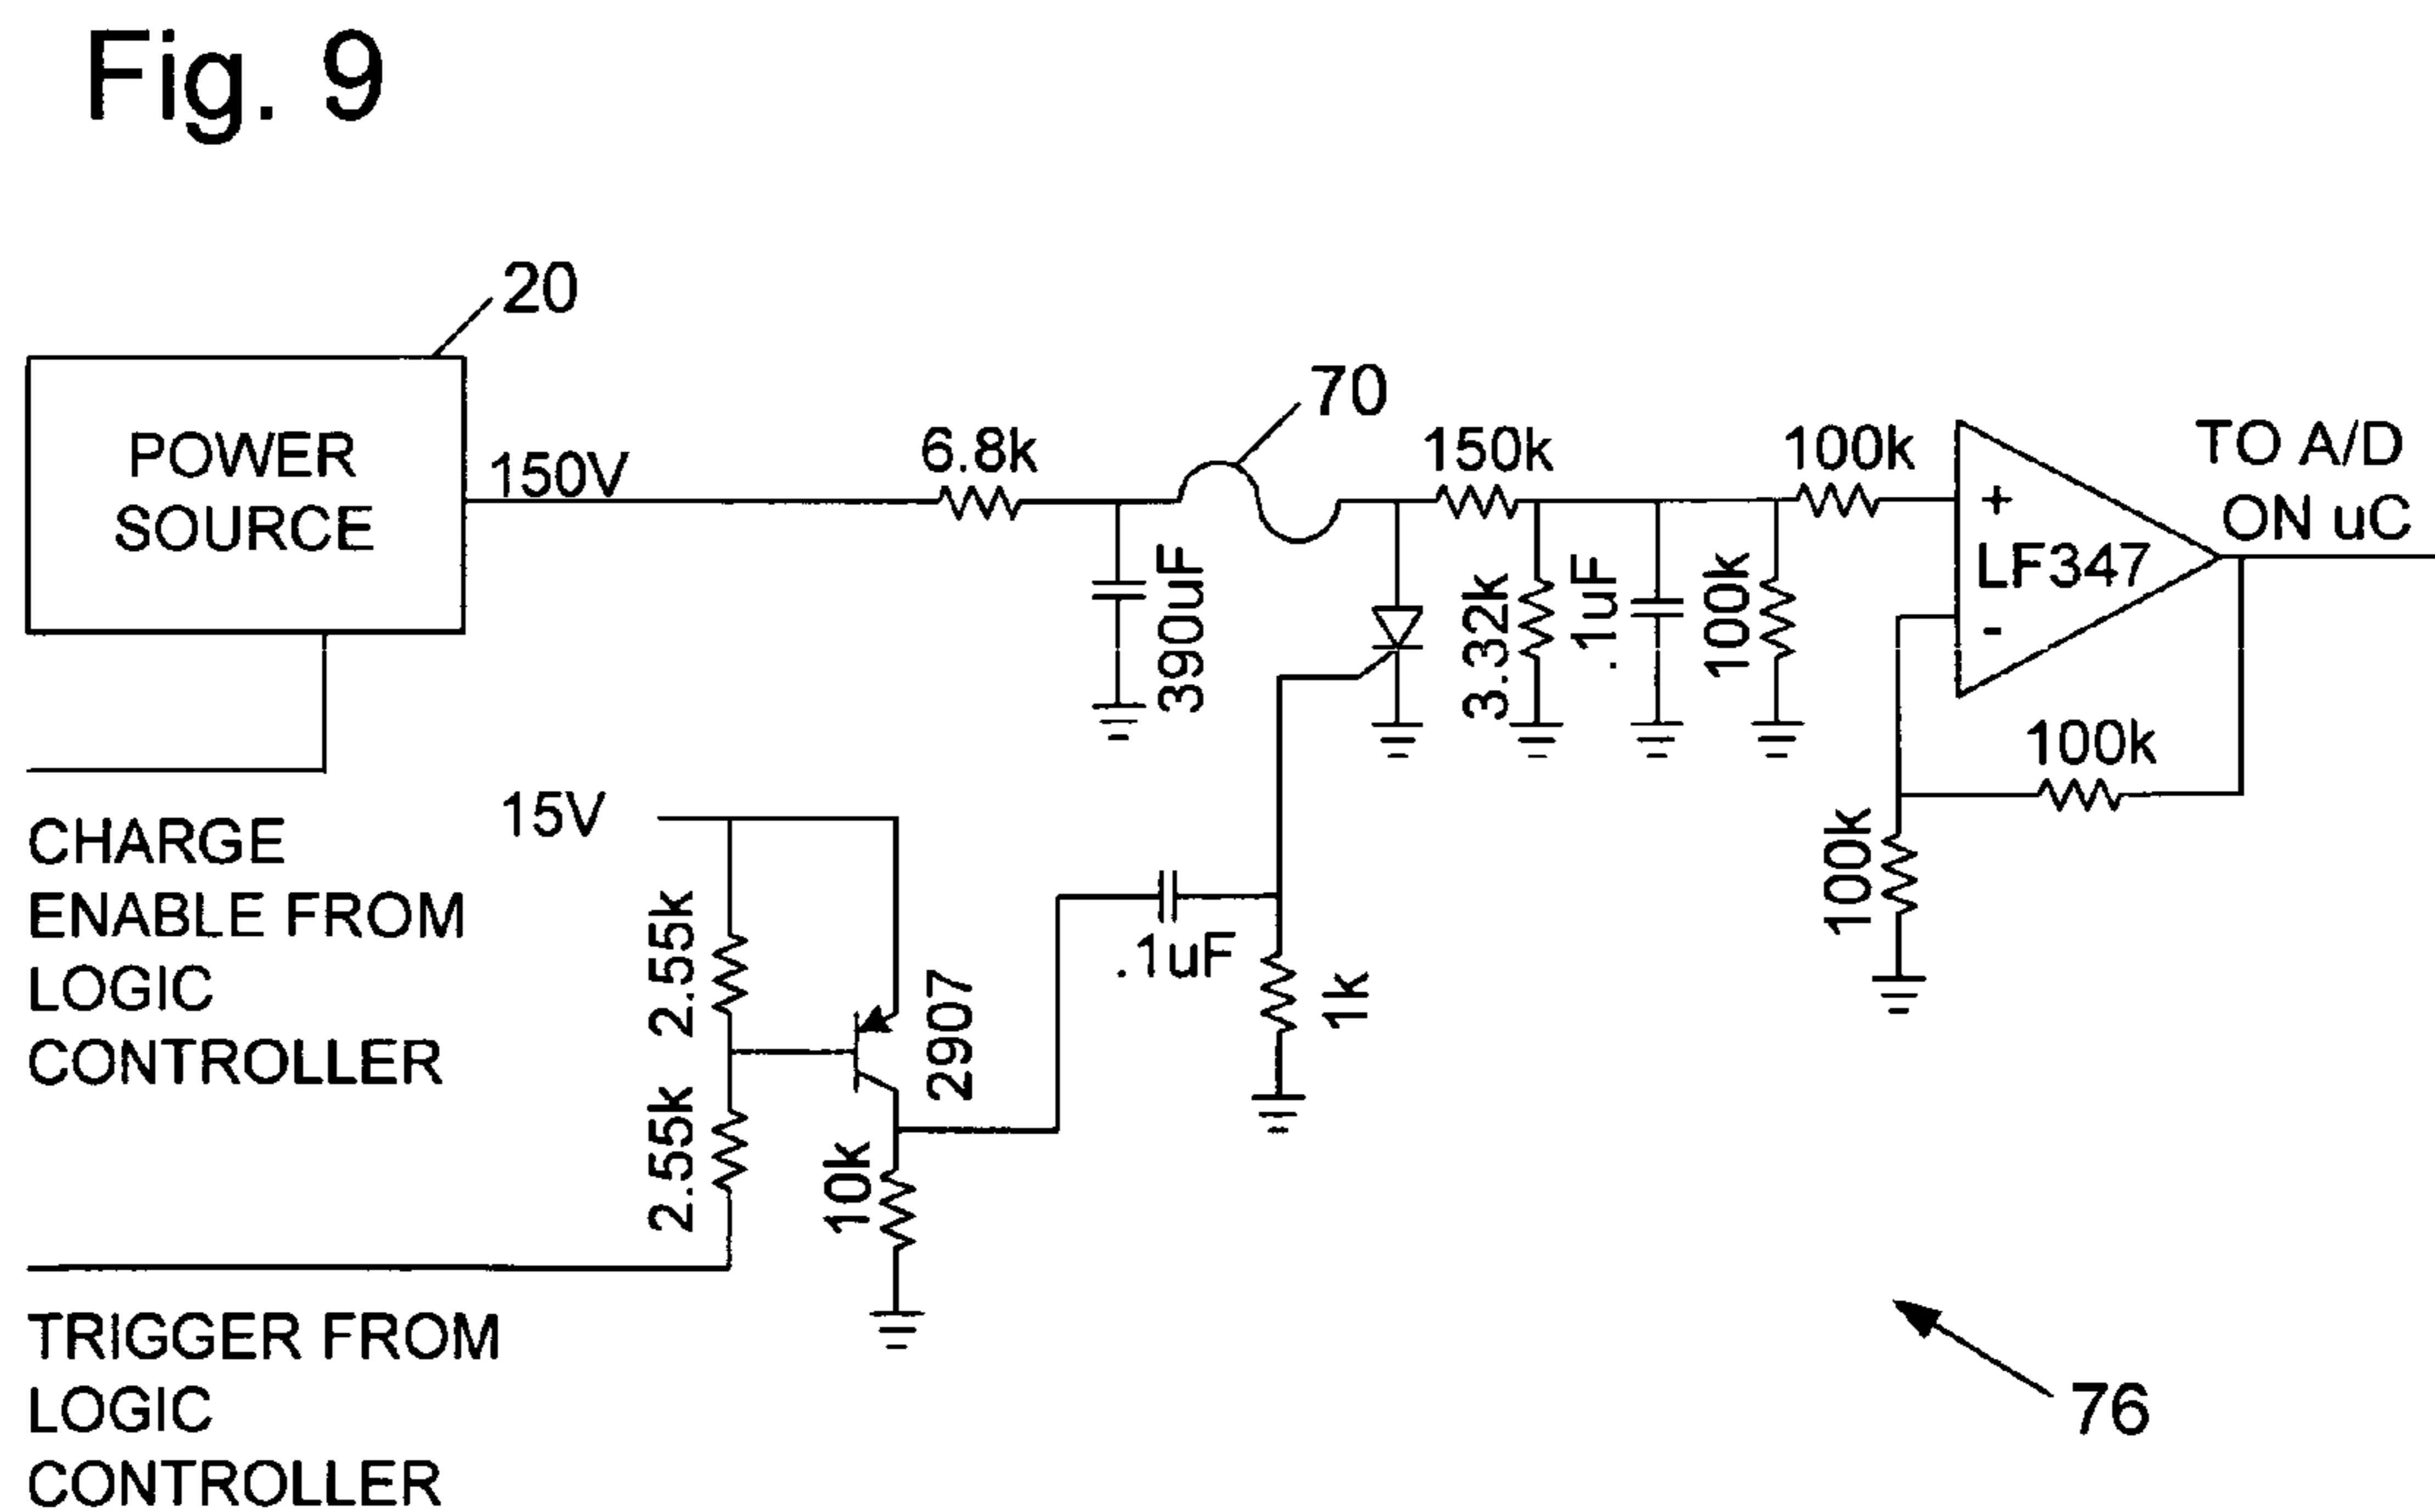 Fig. 9
20
POWER
SOURCE
150V
6.8k
390uF
70
150k
3.32k
.1uF
100k
100k
+
LF347
-
TO A/D
ON uC
100k
100k
CHARGE
ENABLE FROM
LOGIC
CONTROLLER
15V
2.55k
2.55k
2907
10k
.1uF
1k
TRIGGER FROM
LOGIC
CONTROLLER
76